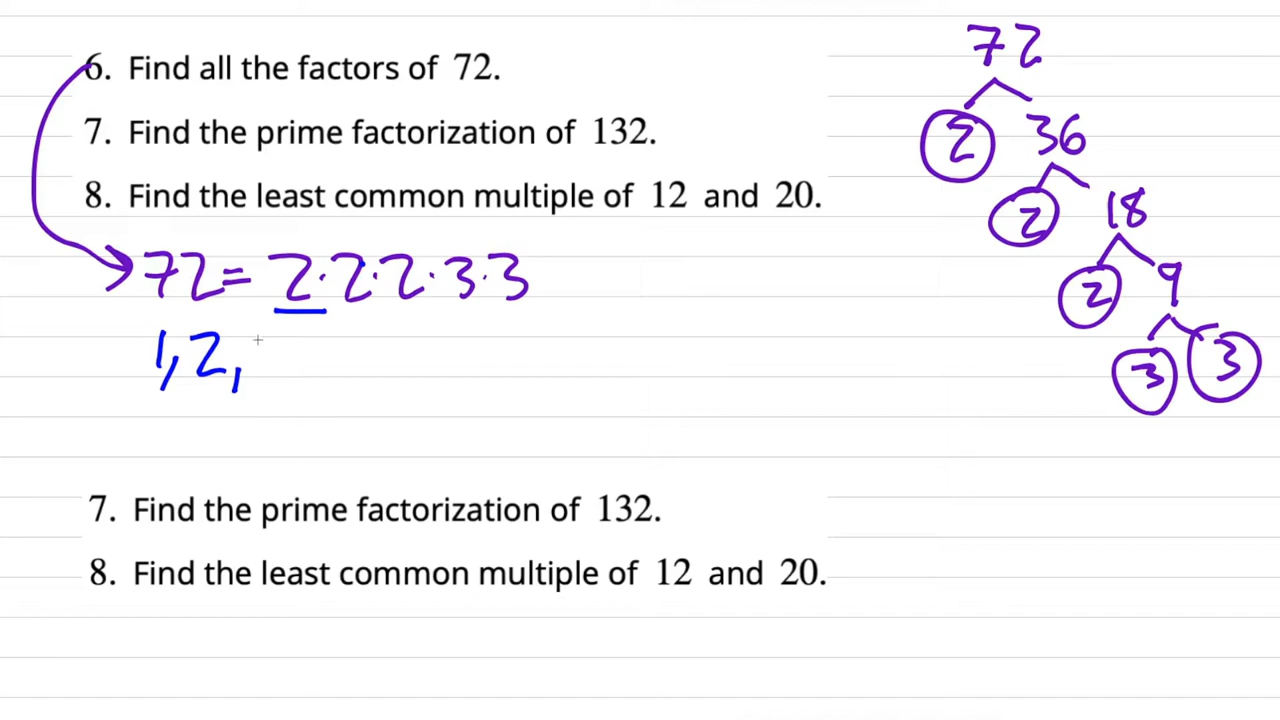 6. Find all the factors of 72.
7. Find the prime factorization of 132.
8. Find the least common multiple of 12 and 20.
72 = 2·2·2·3·3
1, 2,
72
2 36
2 18
2 9
3 3
7. Find the prime factorization of 132.
8. Find the least common multiple of 12 and 20.